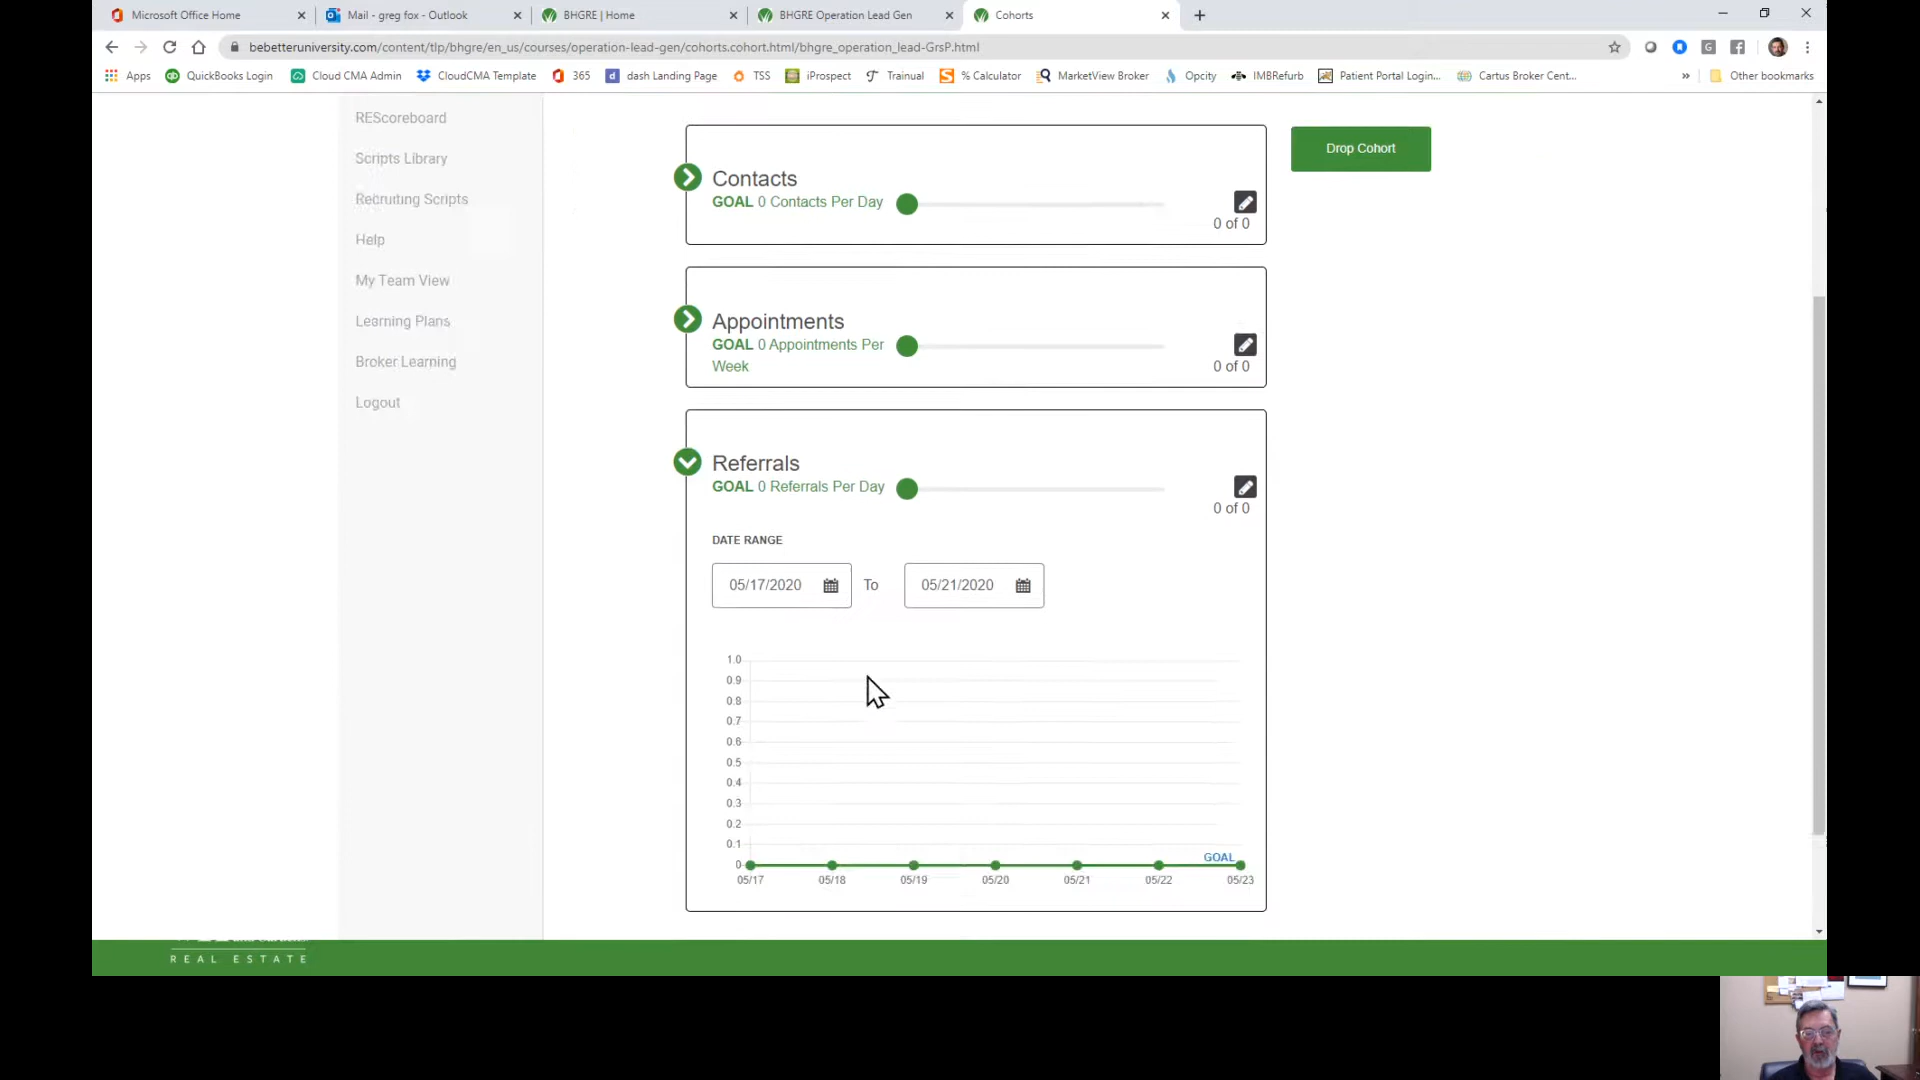 Microsoft Office Home
Mail - greg fox - Outlook
BHGRE | Home
BHGRE Operation Lead Gen
Cohorts
bebetteruniversity.com/content/tlp/bhgre/en_us/courses/operation-lead-gen/cohorts.cohort.html/bhgre_operation_lead-GrsP.html
Apps
QuickBooks Login
Cloud CMA Admin
CloudCMA Template
365
dash Landing Page
TSS
iProspect
Trainual
% Calculator
MarketView Broker
Opcity
IMBRefurb
Patient Portal Login...
Cartus Broker Cent...
»
Other bookmarks
REScoreboard
Scripts Library
Recruiting Scripts
Help
My Team View
Learning Plans
Broker Learning
Logout
Drop Cohort
Contacts
GOAL 0 Contacts Per Day
0 of 0
Appointments
GOAL 0 Appointments Per
Week
0 of 0
Referrals
GOAL 0 Referrals Per Day
0 of 0
DATE RANGE
05/17/2020 To 05/21/2020
1.0
0.9
0.8
0.7
0.6
0.5
0.4
0.3
0.2
0.1
0
GOAL
05/17 05/18 05/19 05/20 05/21 05/22 05/23
REAL ESTATE